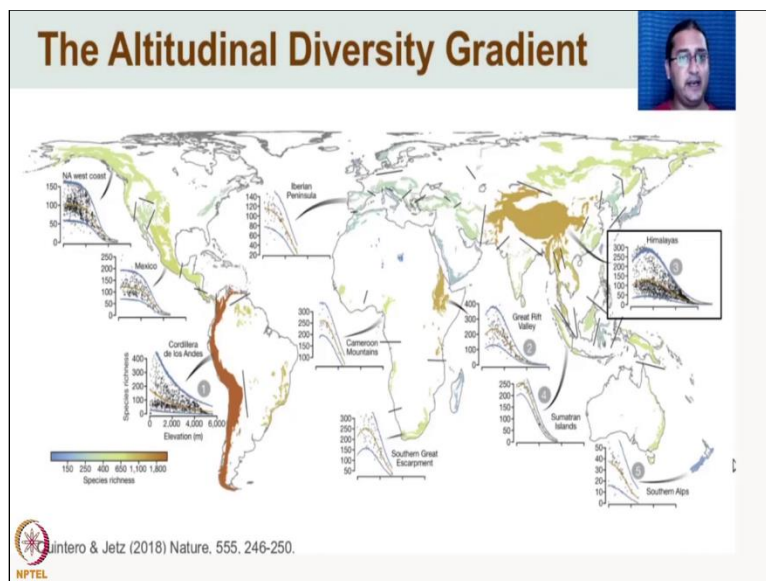 The Altitudinal Diversity Gradient
NA west coast
150
100
50
0
Mexico
250
200
150
100
50
0
Iberian
Peninsula
140
120
100
80
60
40
20
Himalayas
300
250
200
150
100
50
0
3
Cordillera
de los Andes
Species richness
400
300
200
100
0
1
0 2,000 4,000 6,000
Elevation (m)
Cameroon
Mountains
300
250
200
150
100
Great Rift
Valley
400
300
200
100
0
2
Sumatran
Islands
250
200
150
100
50
0
4
Southern Great
Escarpment
300
250
200
150
100
50
Southern Alps
50
40
30
20
10
0
5
150 250 400 650 1,100 1,800
Species richness
Quintero & Jetz (2018) Nature, 555, 246-250.
NPTEL